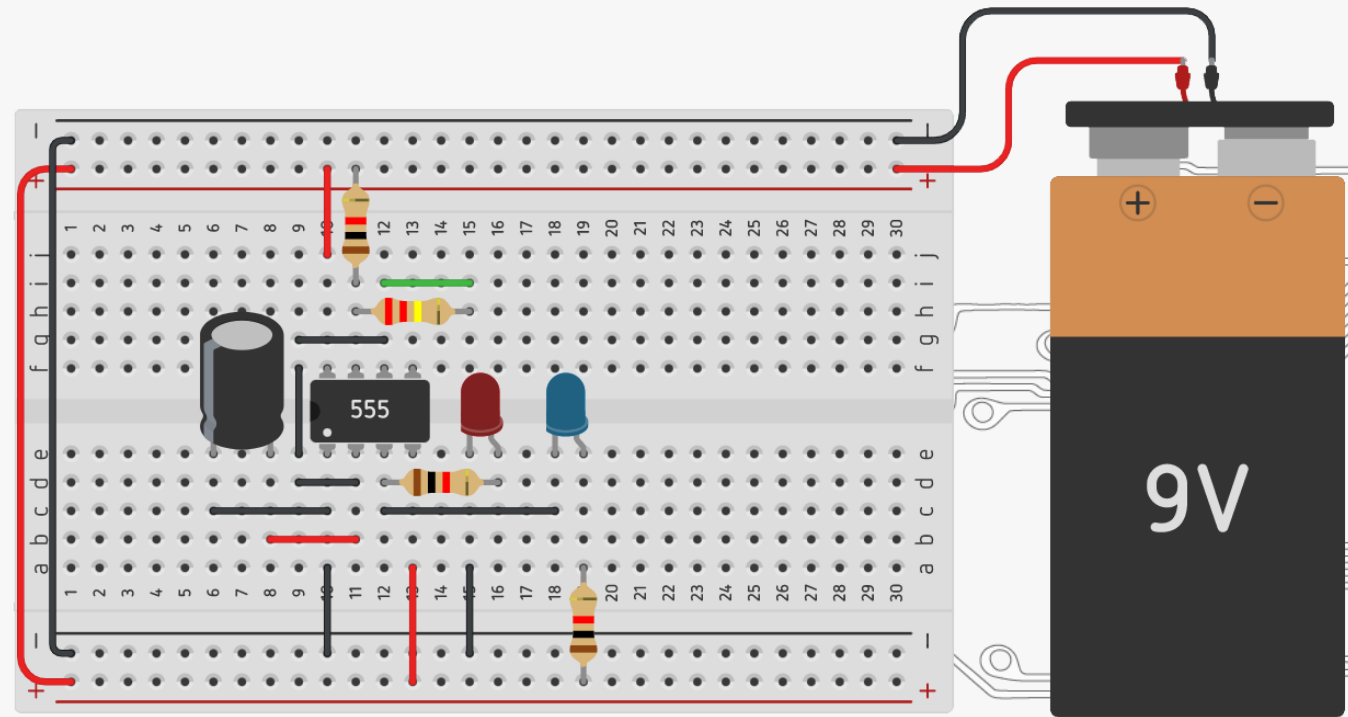 − −
+ +
1 2 3 4 5 6 7 8 9 10 12 13 14 15 16 17 18 19 20 21 22 23 24 25 26 27 28 29 30
j j
i i
h h
g g
f f
555
e e
d d
c c
b b
a a
1 2 3 4 5 6 7 8 9 10 11 12 13 14 15 16 17 18 19 20 21 22 23 24 25 26 27 28 29 30
− −
+ +
+ −
9V